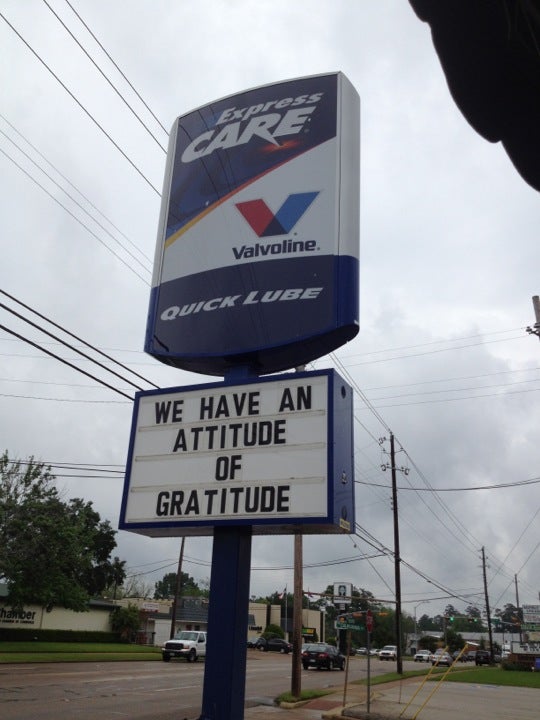 Express
CARE
Valvoline.
QUICK LUBE
WE HAVE AN
ATTITUDE
OF
GRATITUDE
hamber